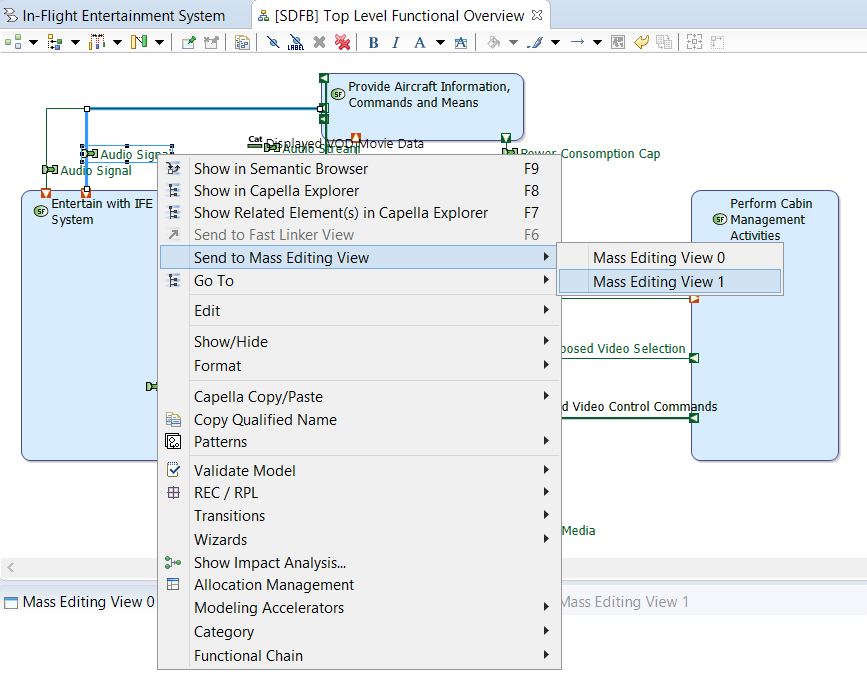 In-Flight Entertainment System
[SDFB] Top Level Functional Overview
LABEL
B I A A
SF
Provide Aircraft Information,
Commands and Means
Cat
Displayed VOD Movie Data
Audio Stream
Power Consomption Cap
Audio Signal
Audio Signal
SF
Entertain with IFE
System
SF
Perform Cabin
Management
Activities
Show in Semantic Browser F9
Show in Capella Explorer F8
Show Related Element(s) in Capella Explorer F7
Send to Fast Linker View F6
Send to Mass Editing View
Mass Editing View 0
Mass Editing View 1
Go To
Edit
Show/Hide
Format
posed Video Selection
Capella Copy/Paste
d Video Control Commands
Copy Qualified Name
Patterns
Validate Model
REC / RPL
Transitions
Media
Wizards
Show Impact Analysis...
Allocation Management
Modeling Accelerators
Category
Functional Chain
Mass Editing View 0
Mass Editing View 1